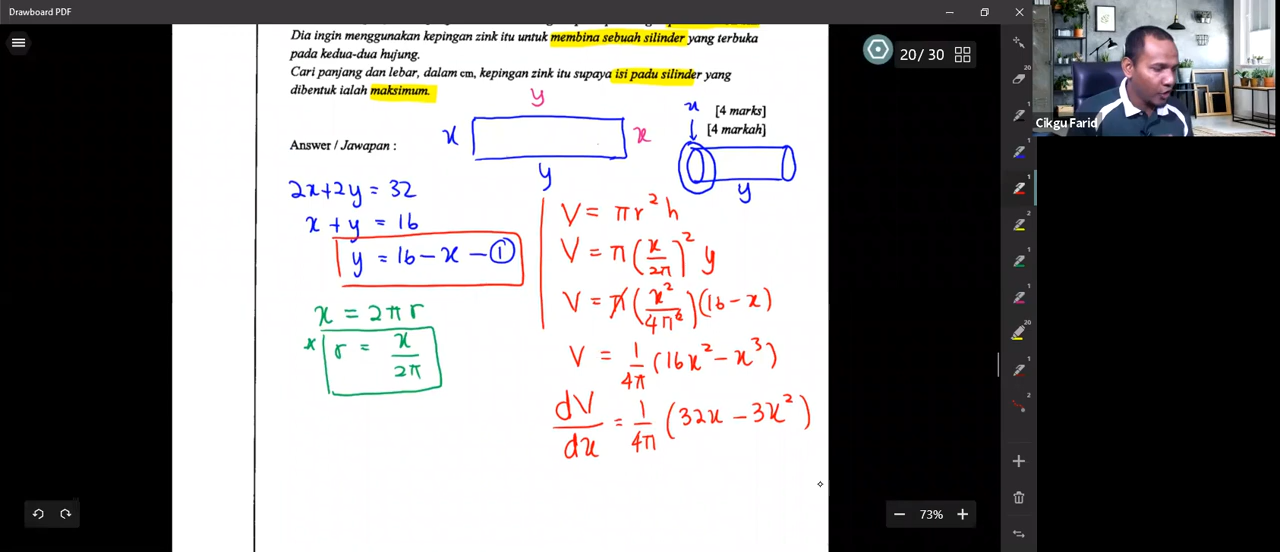 Drawboard PDF
Dia ingin menggunakan kepingan zink itu untuk membina sebuah silinder yang terbuka
pada kedua-dua hujung.
Cari panjang dan lebar, dalam cm, kepingan zink itu supaya isi padu silinder yang
dibentuk ialah maksimum.
20 / 30
Cikgu Farid
[4 marks]
[4 markah]
Answer / Jawapan :
y
x
x
y
x
y
2x+2y = 32
x + y = 16
y = 16 - x - ①
x = 2πr
* r = x/2π
V = πr²h
V = π(x/2π)² y
V = π(x²/4π²)(16 - x)
V = 1/4π (16x² - x³)
dV/dx = 1/4π (32x - 3x²)
73%